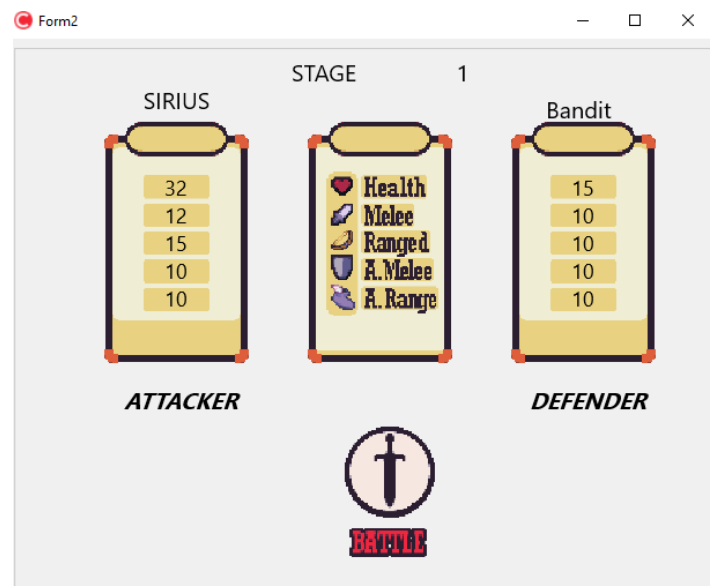 Form2
STAGE 1
SIRIUS
Bandit
32 Health 15
12 Melee 10
15 Ranged 10
10 A.Melee 10
10 A.Range 10
ATTACKER DEFENDER
BATTLE